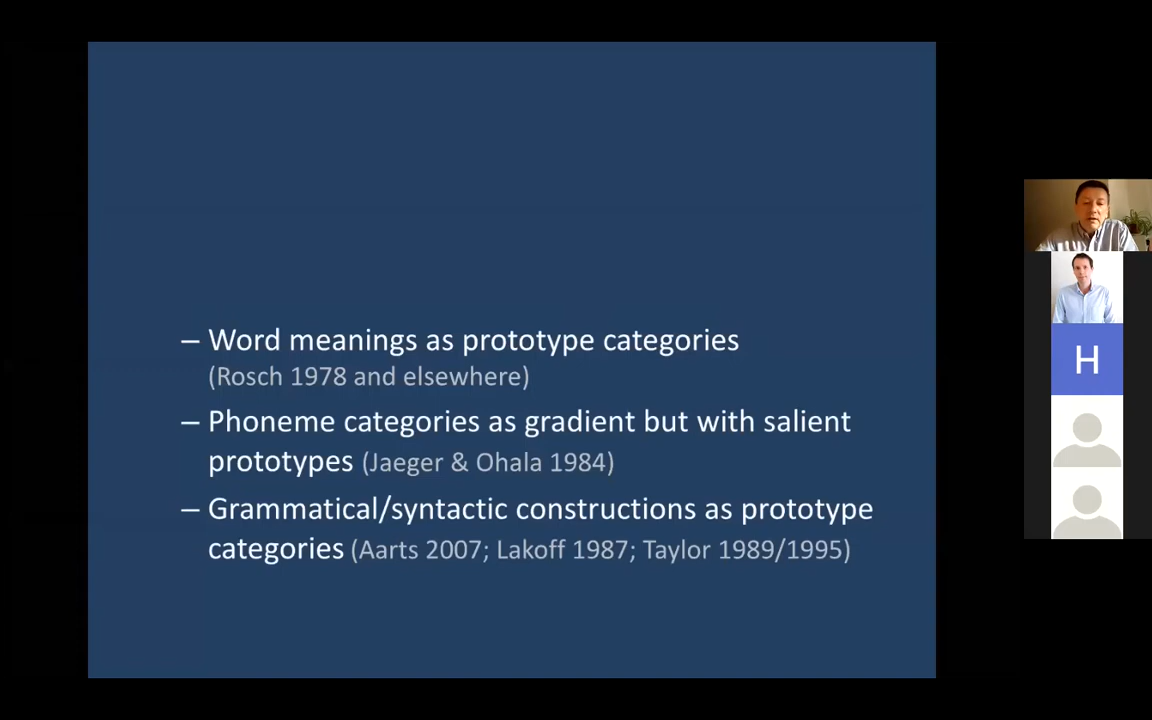 – Word meanings as prototype categories
(Rosch 1978 and elsewhere)
– Phoneme categories as gradient but with salient
prototypes (Jaeger & Ohala 1984)
– Grammatical/syntactic constructions as prototype
categories (Aarts 2007; Lakoff 1987; Taylor 1989/1995)
H